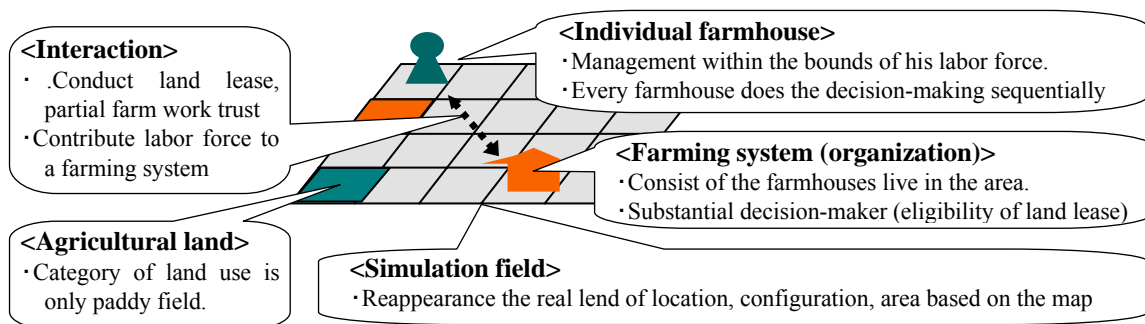 <Interaction>
・ .Conduct land lease,
partial farm work trust
・Contribute labor force to
a farming system
<Individual farmhouse>
・Management within the bounds of his labor force.
・Every farmhouse does the decision-making sequentially
<Farming system (organization)>
・Consist of the farmhouses live in the area.
・Substantial decision-maker (eligibility of land lease)
<Agricultural land>
・Category of land use is
only paddy field.
<Simulation field>
・Reappearance the real lend of location, configuration, area based on the map